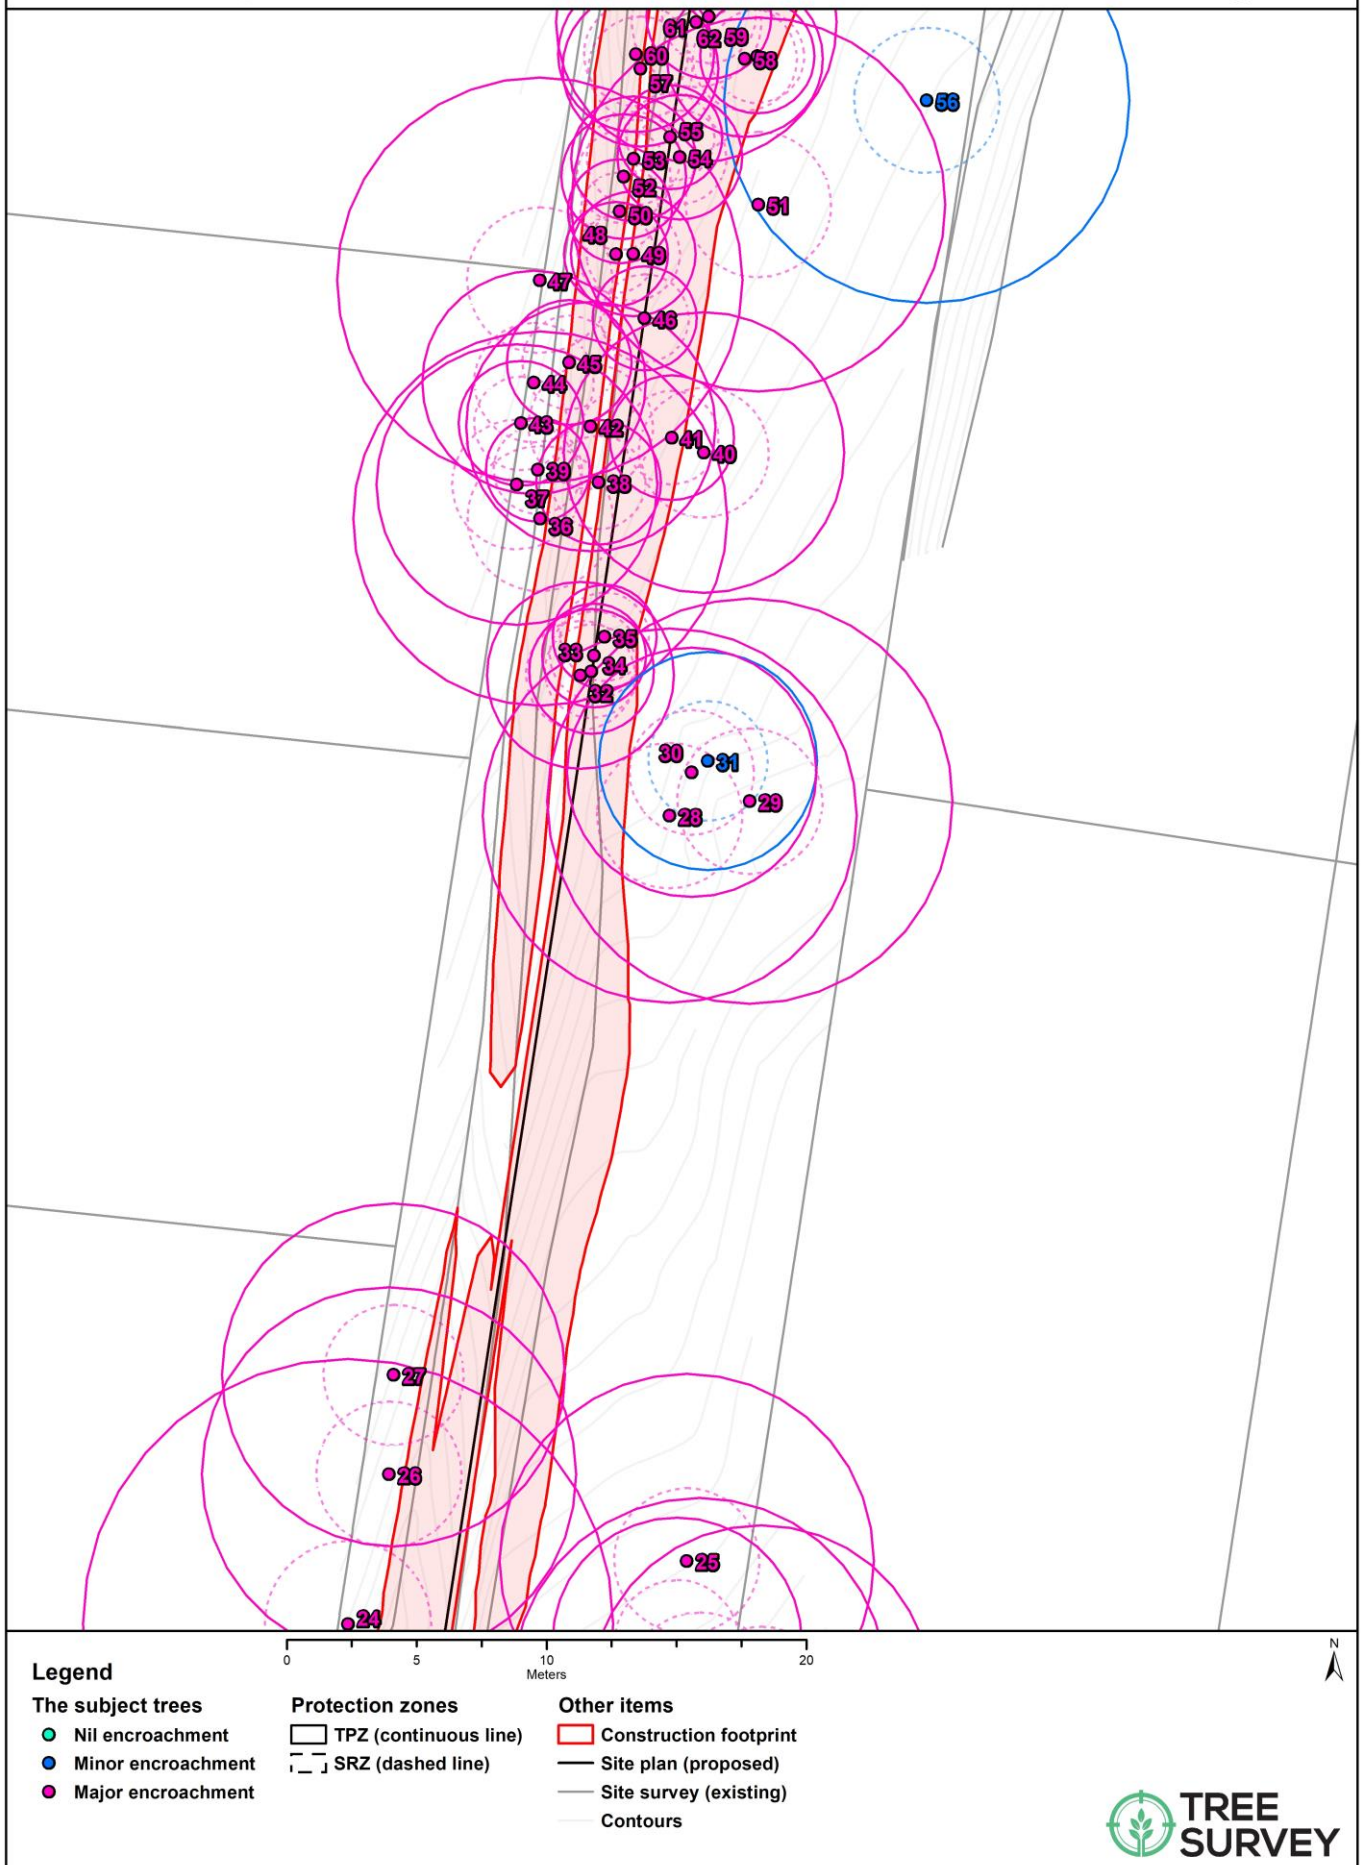 61
62 59
60
58
57
56
55
53 54
52
51
50
48
49
47
46
45
44
43 42 41
40
39
38
37
36
35
33
34
32
30 31
29
28
27
26
25
24
0 5 10 20
Meters
N
Legend
The subject trees
Nil encroachment
Minor encroachment
Major encroachment
Protection zones
TPZ (continuous line)
SRZ (dashed line)
Other items
Construction footprint
Site plan (proposed)
Site survey (existing)
Contours
TREE
SURVEY